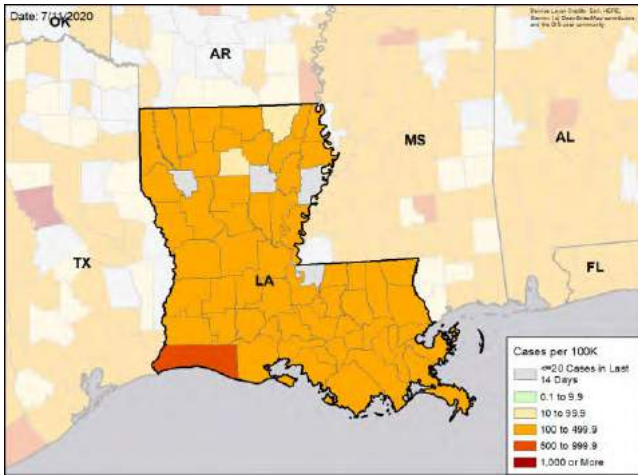 Date: 7/11/2020
OK
AR
MS
AL
TX
LA
FL
Cases per 100K
<=20 Cases in Last
14 Days
0.1 to 9.9
10 to 99.9
100 to 499.9
500 to 999.9
1,000 or More